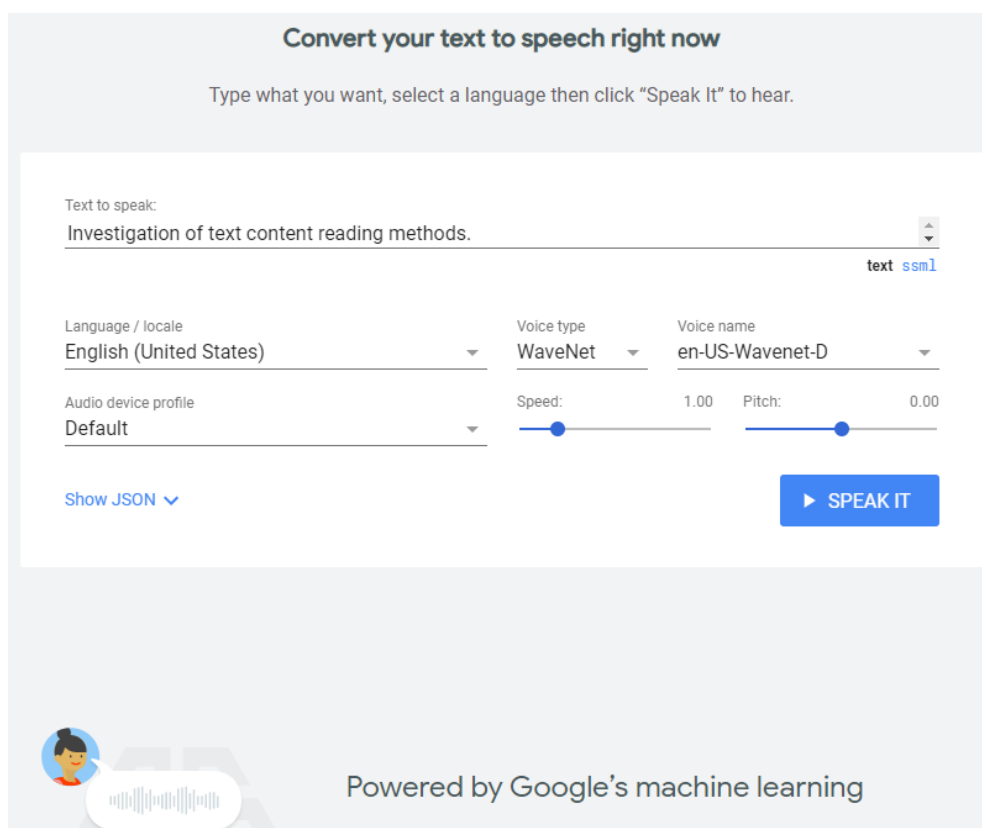 Convert your text to speech right now
Type what you want, select a language then click “Speak It” to hear.
Text to speak:
Investigation of text content reading methods.
text ssml
Language / locale
English (United States)
Voice type
WaveNet
Voice name
en-US-Wavenet-D
Audio device profile
Default
Speed: 1.00
Pitch: 0.00
Show JSON
SPEAK IT
Powered by Google’s machine learning